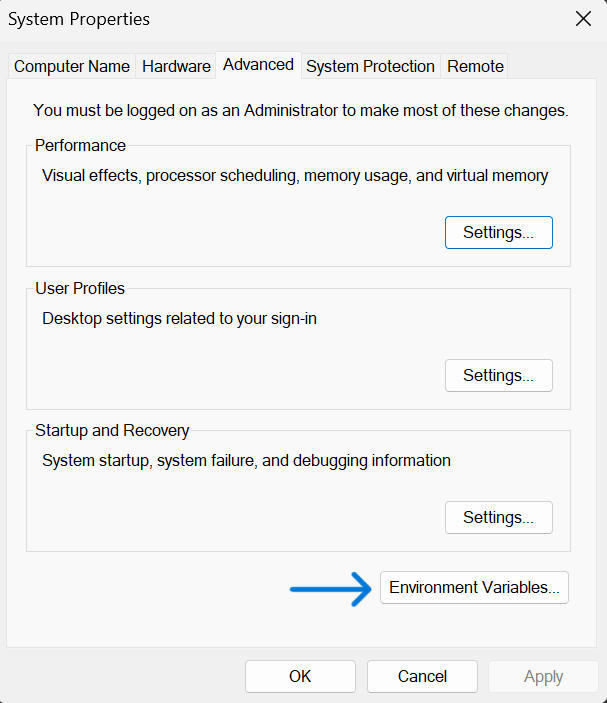 System Properties
Computer Name Hardware Advanced System Protection Remote
You must be logged on as an Administrator to make most of these changes.
Performance
Visual effects, processor scheduling, memory usage, and virtual memory
Settings...
User Profiles
Desktop settings related to your sign-in
Settings...
Startup and Recovery
System startup, system failure, and debugging information
Settings...
Environment Variables...
OK Cancel Apply